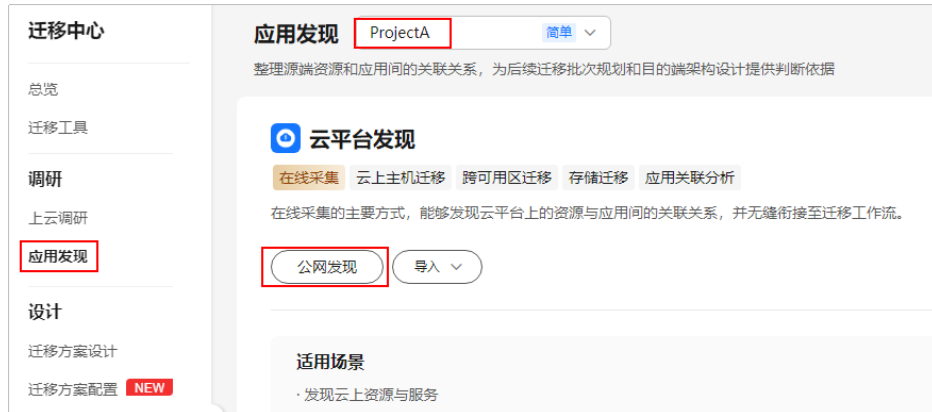 迁移中心
总览
迁移工具
调研
上云调研
应用发现
设计
迁移方案设计
迁移方案配置 NEW
应用发现 ProjectA 简单
整理源端资源和应用间的关联关系，为后续迁移批次规划和目的端架构设计提供判断依据
云平台发现
在线采集 云上主机迁移 跨可用区迁移 存储迁移 应用关联分析
在线采集的主要方式，能够发现云平台上的资源与应用间的关联关系，并无缝衔接至迁移工作流。
公网发现 导入
适用场景
· 发现云上资源与服务